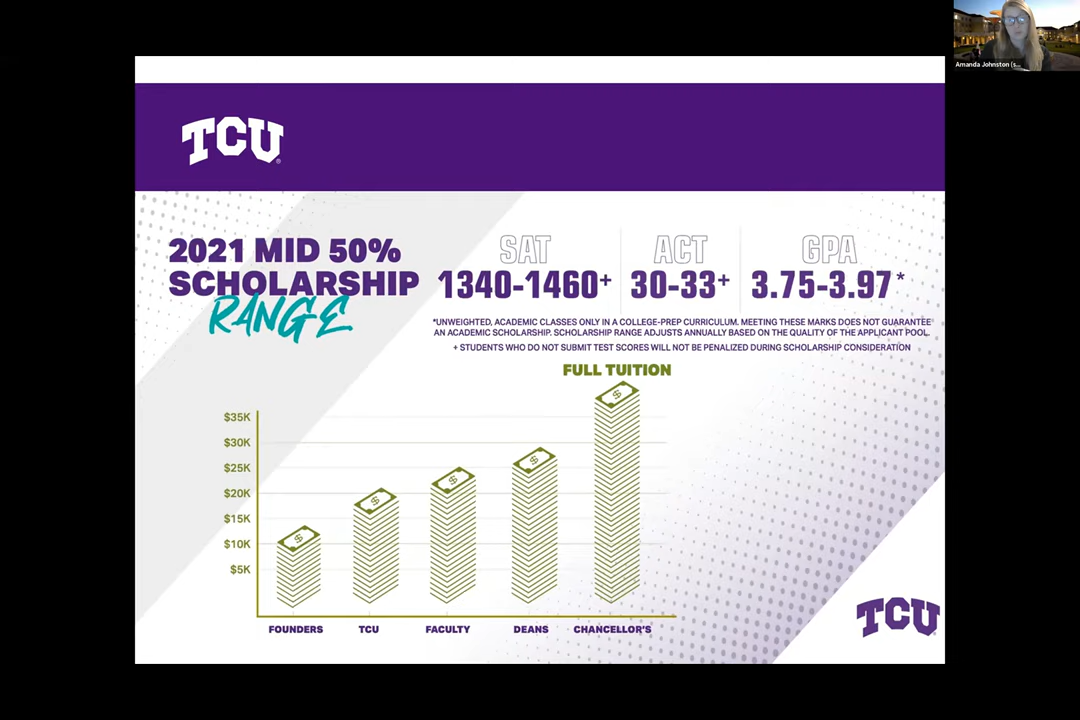 Amanda Johnston (s...
TCU
2021 MID 50%
SCHOLARSHIP
RANGE
SAT
1340-1460+
ACT
30-33+
GPA
3.75-3.97*
*UNWEIGHTED, ACADEMIC CLASSES ONLY IN A COLLEGE-PREP CURRICULUM. MEETING THESE MARKS DOES NOT GUARANTEE
AN ACADEMIC SCHOLARSHIP. SCHOLARSHIP RANGE ADJUSTS ANNUALLY BASED ON THE QUALITY OF THE APPLICANT POOL.
+ STUDENTS WHO DO NOT SUBMIT TEST SCORES WILL NOT BE PENALIZED DURING SCHOLARSHIP CONSIDERATION
FULL TUITION
$35K
$30K
$25K
$20K
$15K
$10K
$5K
$
$
$
$
$
FOUNDERS
TCU
FACULTY
DEANS
CHANCELLOR'S
TCU